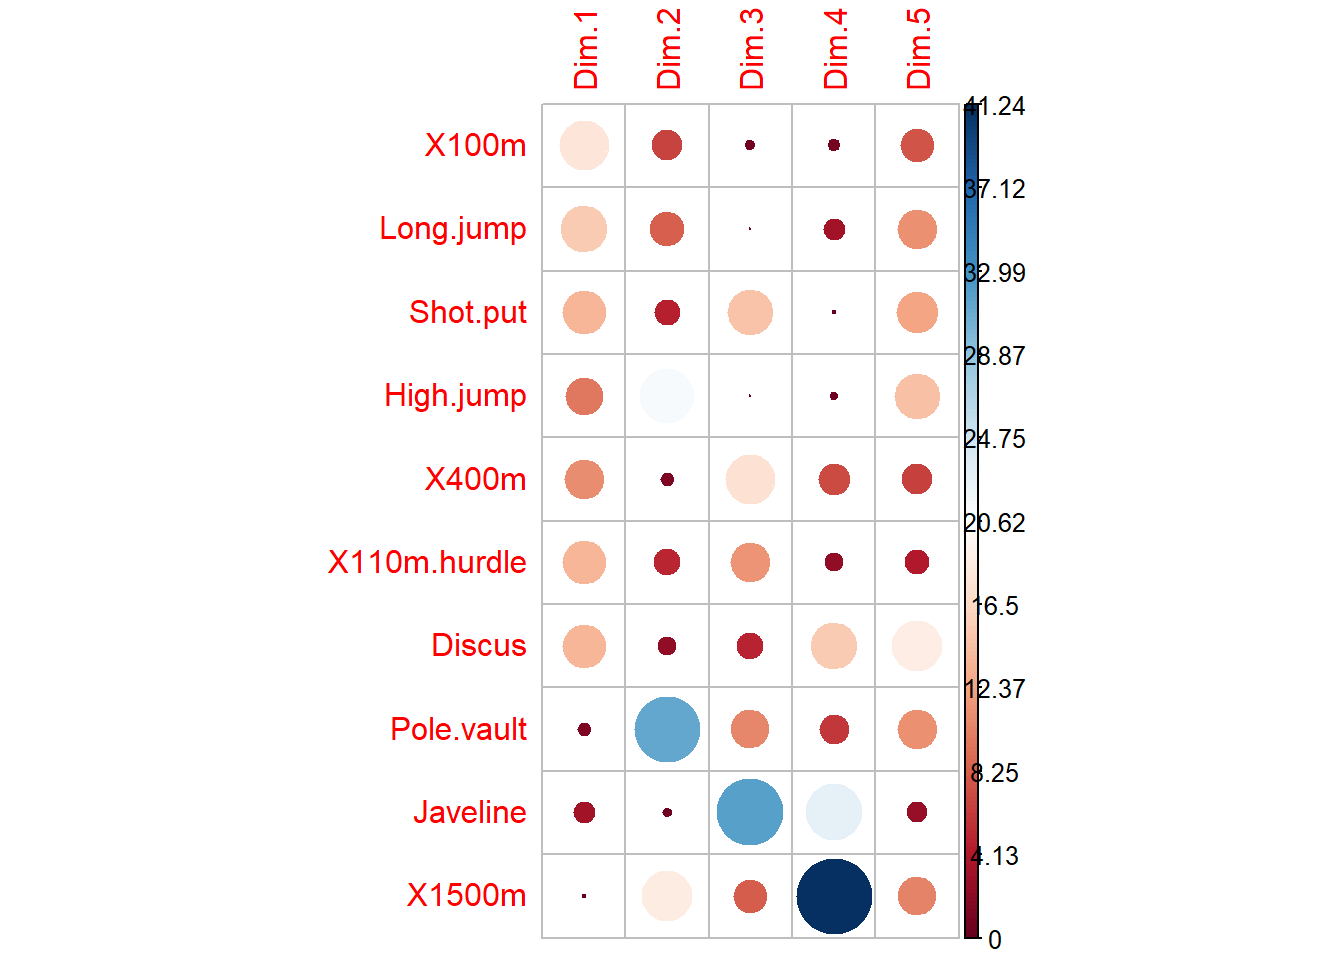 Dim.1 Dim.2 Dim.3 Dim.4 Dim.5
X100m
Long.jump
Shot.put
High.jump
X400m
X110m.hurdle
Discus
Pole.vault
Javeline
X1500m
41.24
37.12
32.99
28.87
24.75
20.62
16.5
12.37
8.25
4.13
0